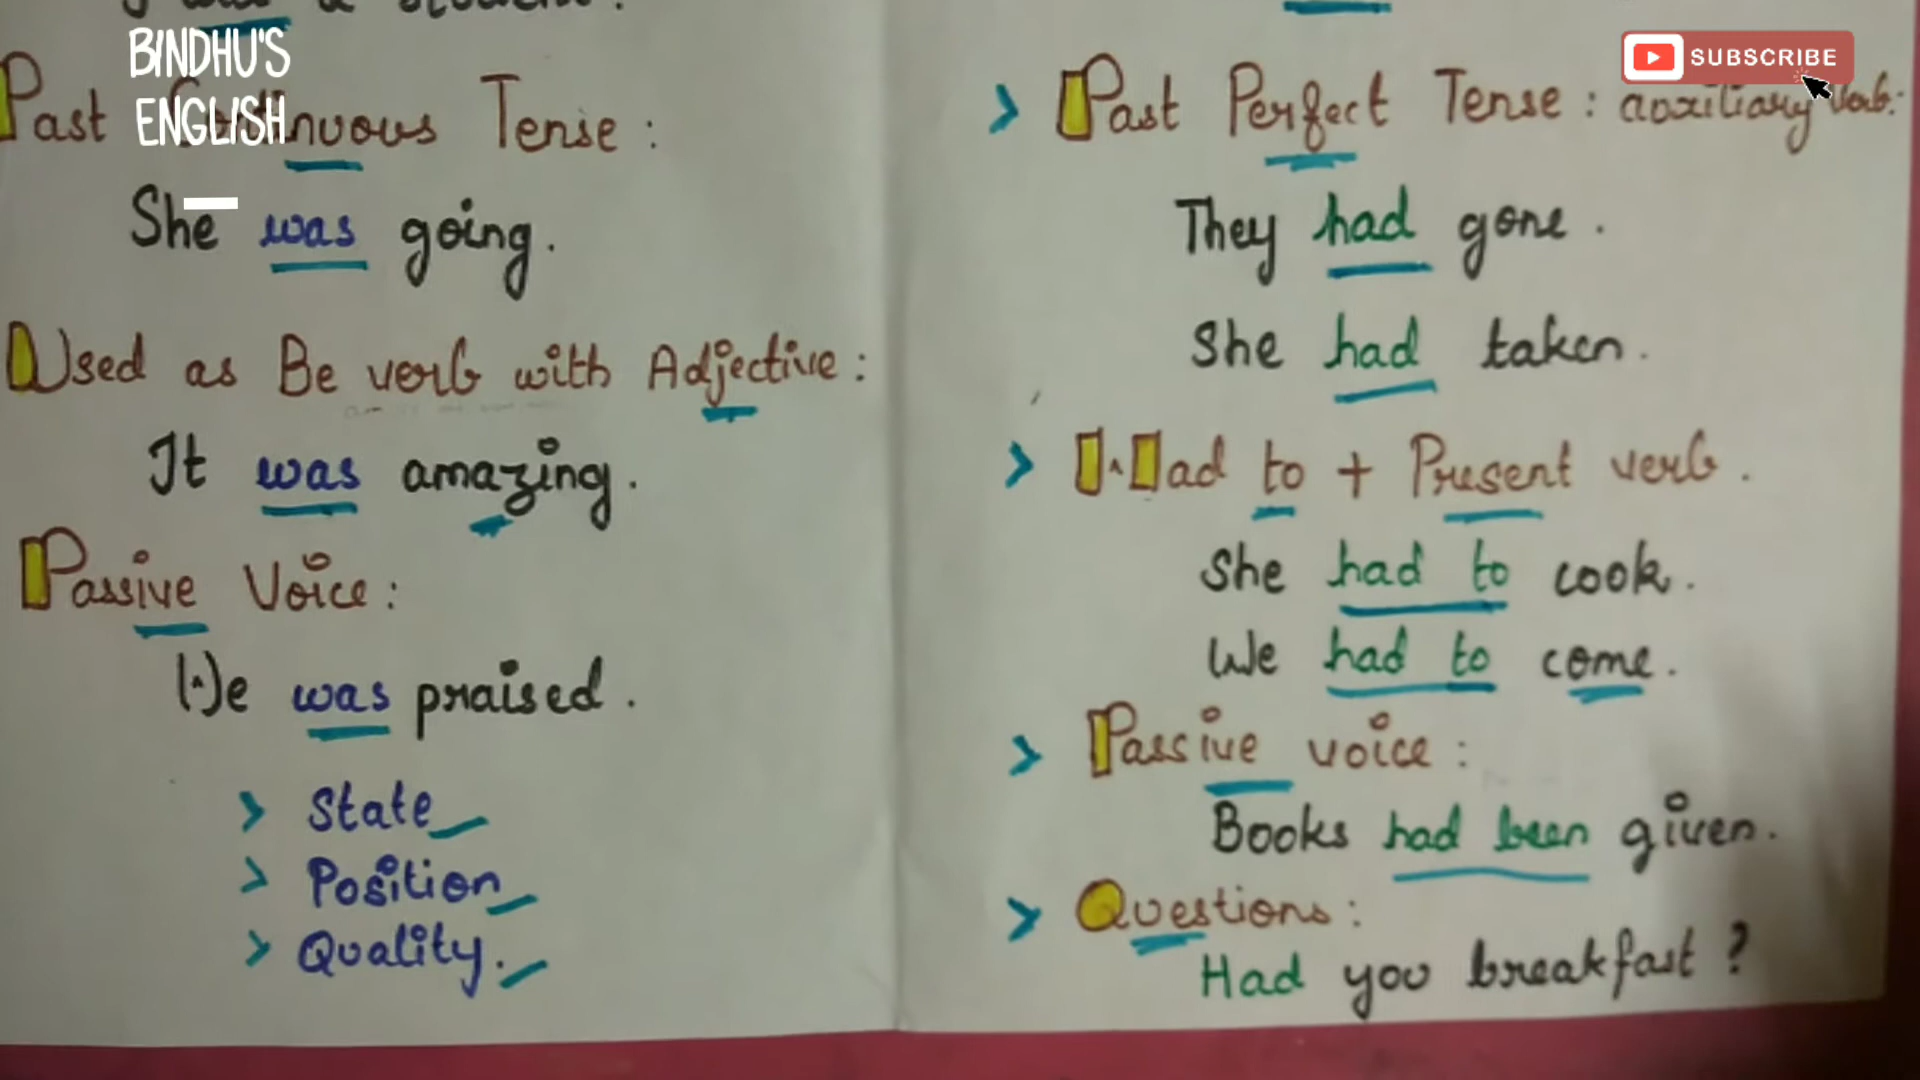 BINDHU'S
ENGLISH
Past Continuous Tense :
She was going.
Used as Be verb with Adjective :
It was amazing.
Passive Voice :
He was praised.
> State
> Position
> Quality.
SUBSCRIBE
> Past Perfect Tense : auxiliary verb:
They had gone.
She had taken.
> Had to + Present verb.
She had to cook.
We had to come.
> Passive voice :
Books had been given.
> Questions :
Had you breakfast ?